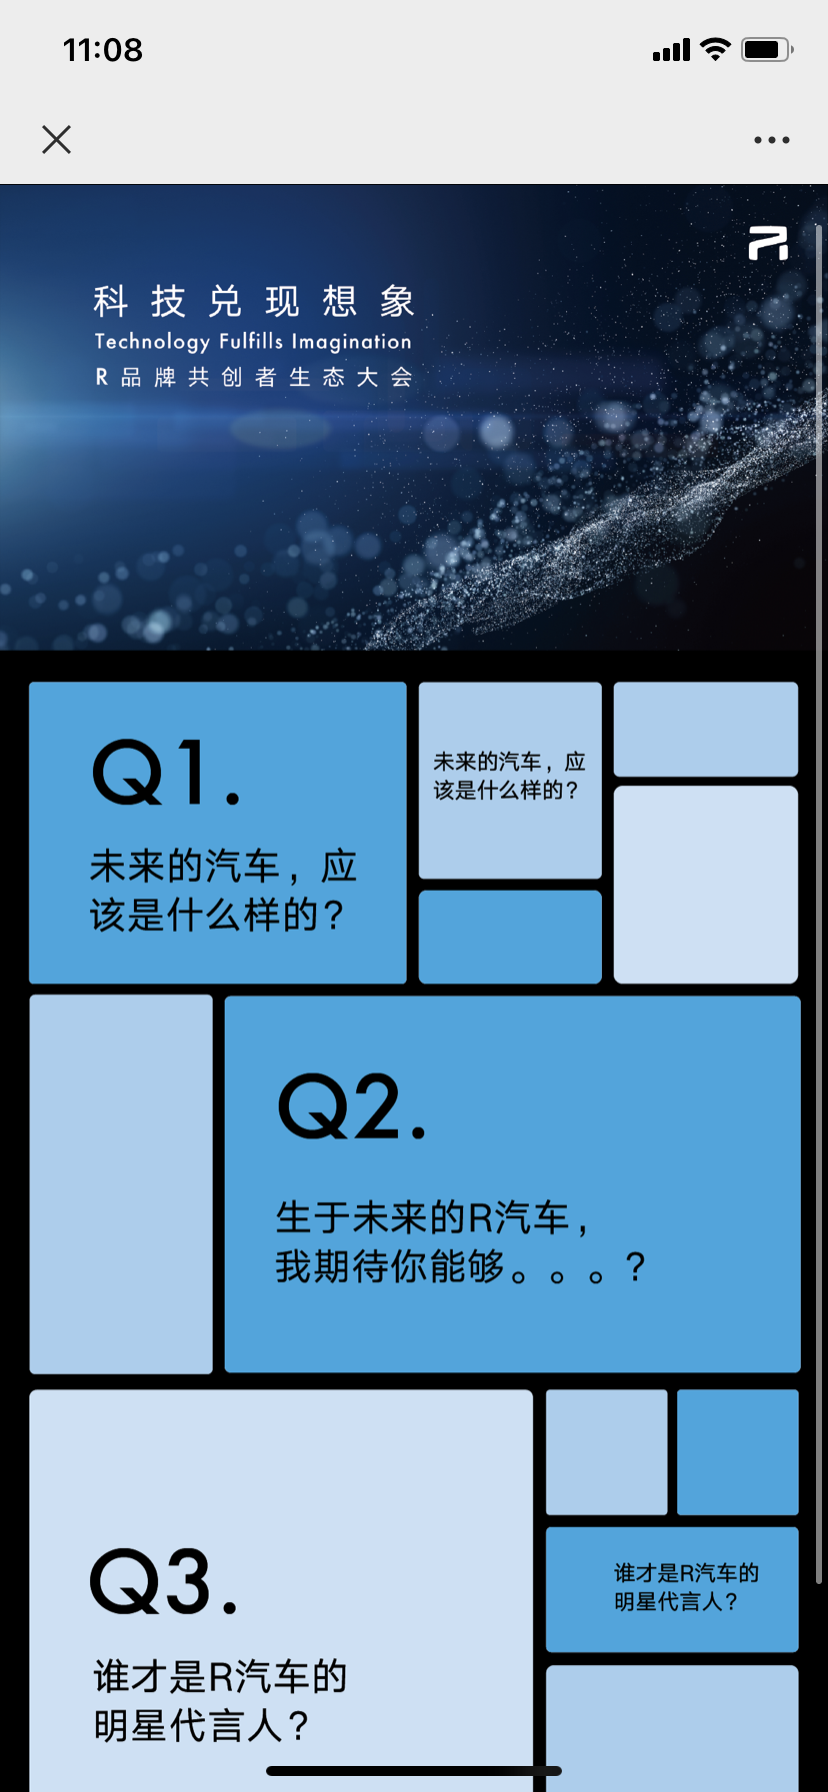 11:08
科技兑现想象
Technology Fulfills Imagination
R品牌共创者生态大会
Q1.
未来的汽车，应
该是什么样的？
未来的汽车，应
该是什么样的？
Q2.
生于未来的R汽车，
我期待你能够。。。？
Q3.
谁才是R汽车的
明星代言人？
谁才是R汽车的
明星代言人？